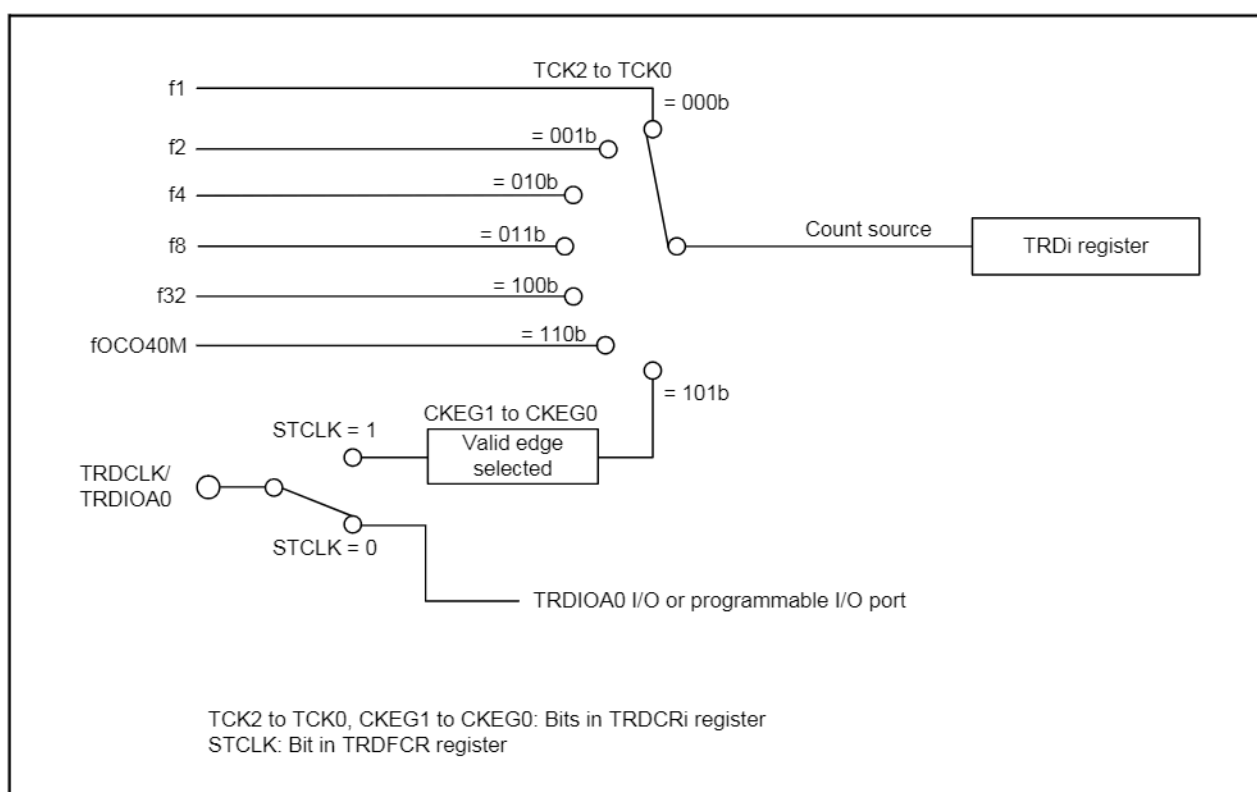 TCK2 to TCK0
f1
= 000b
f2
= 001b
f4
= 010b
f8
= 011b
Count source
TRDi register
f32
= 100b
fOCO40M
= 110b
= 101b
CKEG1 to CKEG0
STCLK = 1
Valid edge
selected
TRDCLK/
TRDIOA0
STCLK = 0
TRDIOA0 I/O or programmable I/O port
TCK2 to TCK0, CKEG1 to CKEG0: Bits in TRDCRi register
STCLK: Bit in TRDFCR register